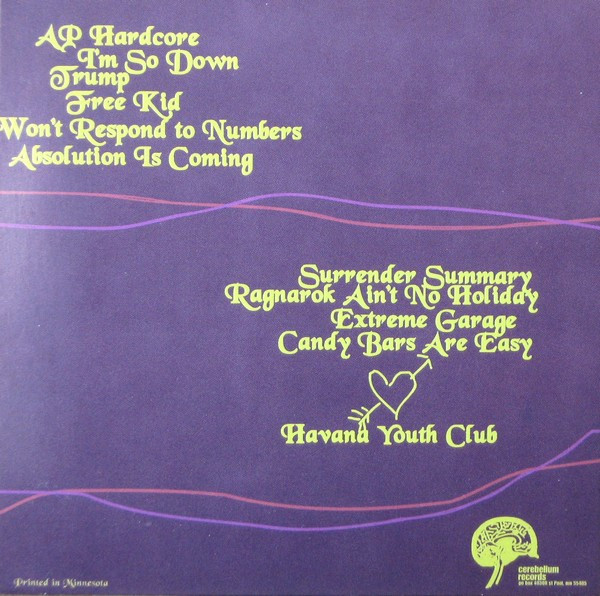 AP Hardcore
I'm So Down
Trump
Free Kid
Won't Respond to Numbers
Absolution Is Coming
Surrender Summary
Ragnarok Ain't No Holiday
Extreme Garage
Candy Bars Are Easy
Havana Youth Club
cerebellum
records
Printed in Minnesota